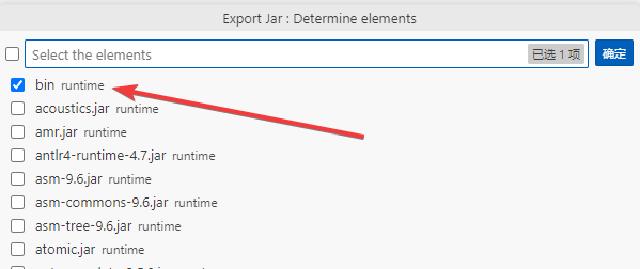 Export Jar : Determine elements
Select the elements 已选 1 项 确定
bin runtime
acoustics.jar runtime
amr.jar runtime
antlr4-runtime-4.7.jar runtime
asm-9.6.jar runtime
asm-commons-9.6.jar runtime
asm-tree-9.6.jar runtime
atomic.jar runtime